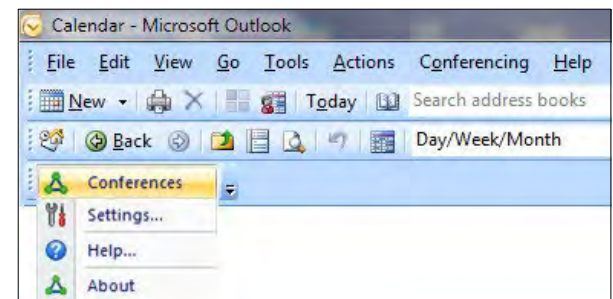 Calendar - Microsoft Outlook
File Edit View Go Tools Actions Conferencing Help
New Today Search address books
Back Day/Week/Month
Conferences
Settings...
Help...
About